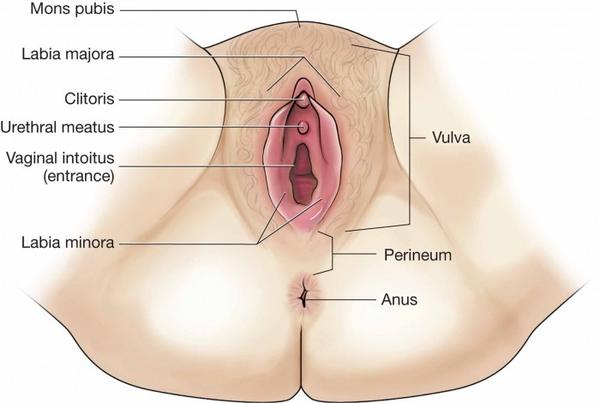 Mons pubis
Labia majora
Clitoris
Urethral meatus
Vaginal intoitus
(entrance)
Labia minora
Vulva
Perineum
Anus